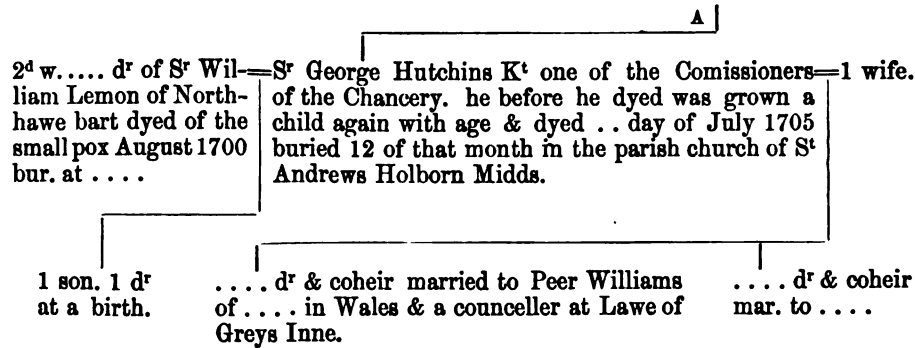 A
2ᵈ w..... dʳ of Sʳ Wil-
liam Lemon of North-
hawe bart dyed of the
small pox August 1700
bur. at ....
Sʳ George Hutchins Kᵗ one of the Comissioners
of the Chancery. he before he dyed was grown a
child again with age & dyed .. day of July 1705
buried 12 of that month in the parish church of Sᵗ
Andrews Holborn Midds.
1 wife.
1 son. 1 dʳ
at a birth.
.... dʳ & coheir married to Peer Williams
of .... in Wales & a counceller at Lawe of
Greys Inne.
.... dʳ & coheir
mar. to ....